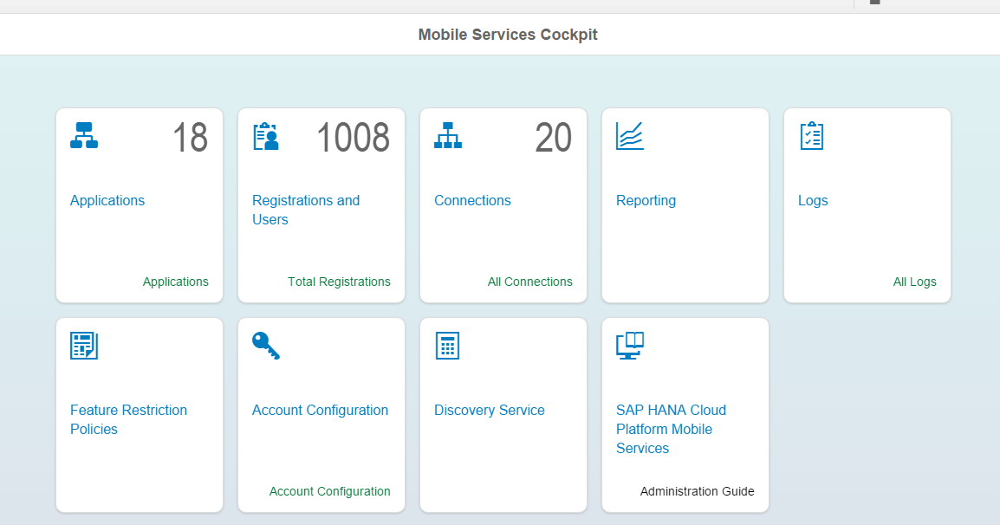 Mobile Services Cockpit
18
1008
20
Applications
Registrations and
Users
Connections
Reporting
Logs
Applications
Total Registrations
All Connections
All Logs
Feature Restriction
Policies
Account Configuration
Discovery Service
SAP HANA Cloud
Platform Mobile
Services
Account Configuration
Administration Guide